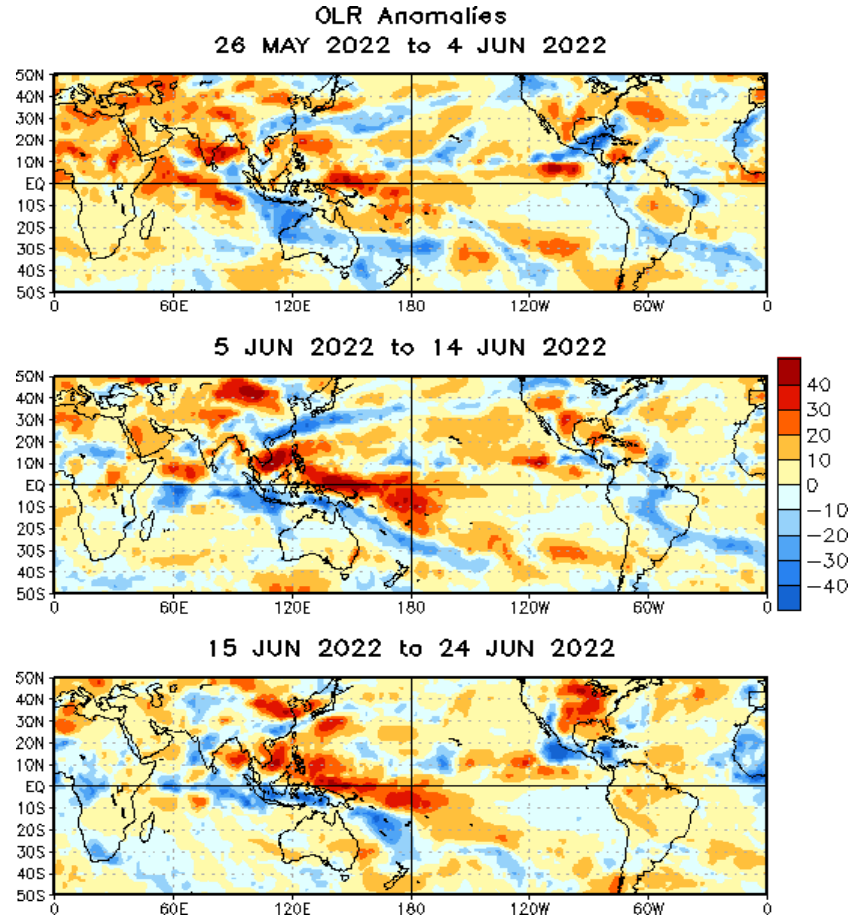 OLR Anomalies
26 MAY 2022 to 4 JUN 2022
50N
40N
30N
20N
10N
EQ
10S
20S
30S
40S
50S
0 60E 120E 180 120W 60W 0
5 JUN 2022 to 14 JUN 2022
50N
40N
30N
20N
10N
EQ
10S
20S
30S
40S
50S
0 60E 120E 180 120W 60W 0
40
30
20
10
0
−10
−20
−30
−40
15 JUN 2022 to 24 JUN 2022
50N
40N
30N
20N
10N
EQ
10S
20S
30S
40S
50S
0 60E 120E 180 120W 60W 0